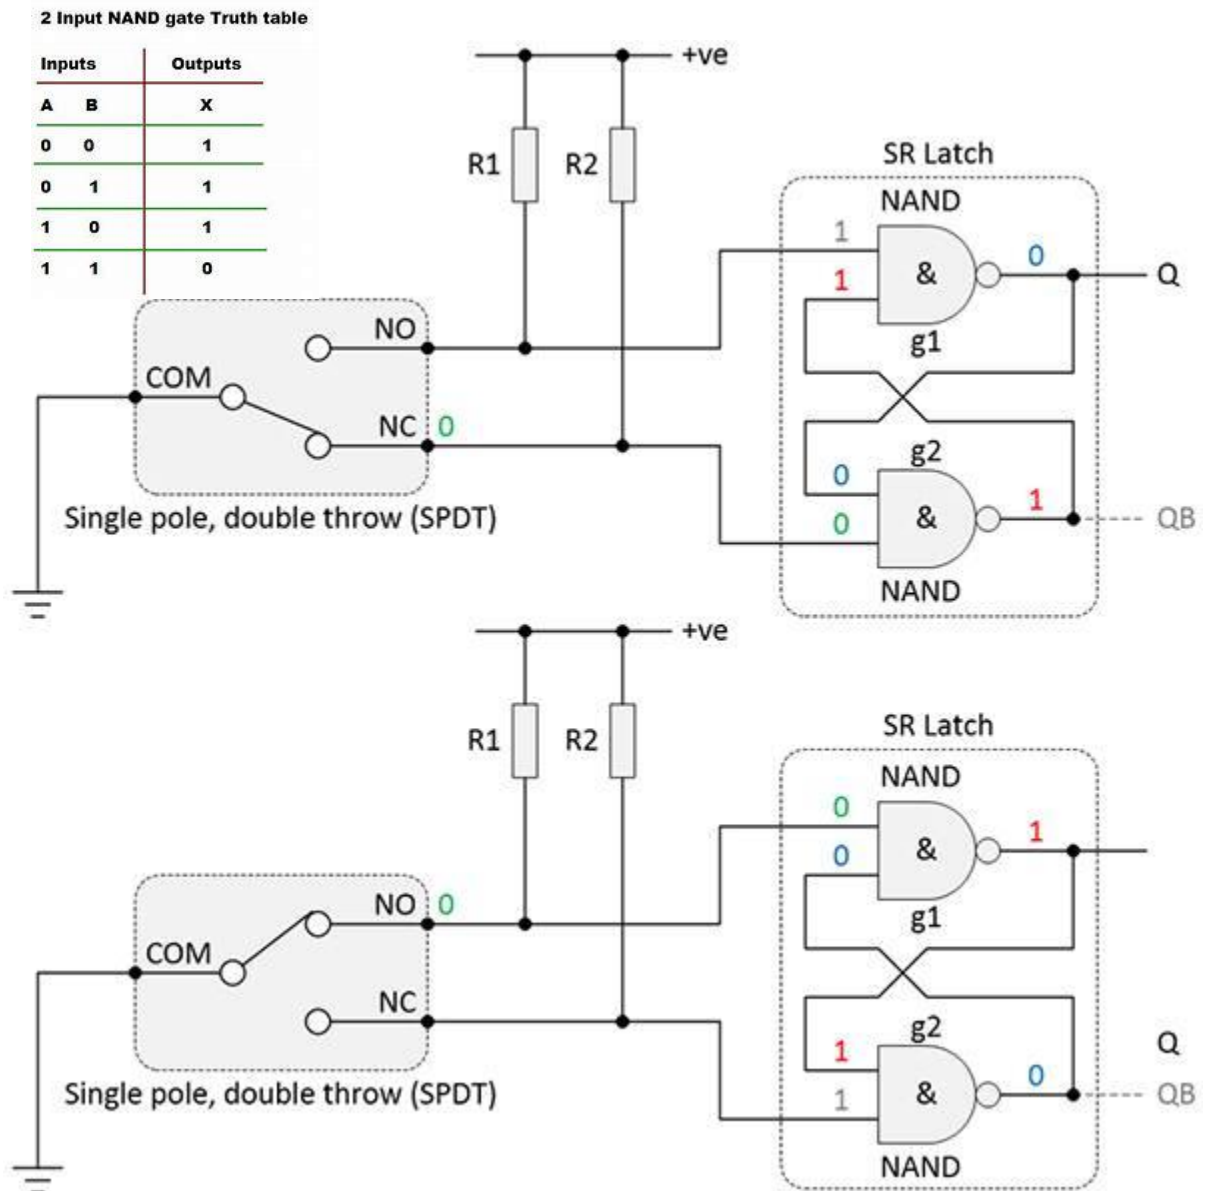 2 Input NAND gate Truth table
Inputs Outputs
A B X
0 0 1
0 1 1
1 0 1
1 1 0
+ve
R1 R2
SR Latch
NAND
1
1
&
0
Q
g1
NO
COM
NC 0
g2
0
0
&
1
QB
NAND
Single pole, double throw (SPDT)
+ve
R1 R2
SR Latch
NAND
0
0
&
1
g1
NO 0
COM
NC
g2
1
1
&
0
Q
QB
NAND
Single pole, double throw (SPDT)